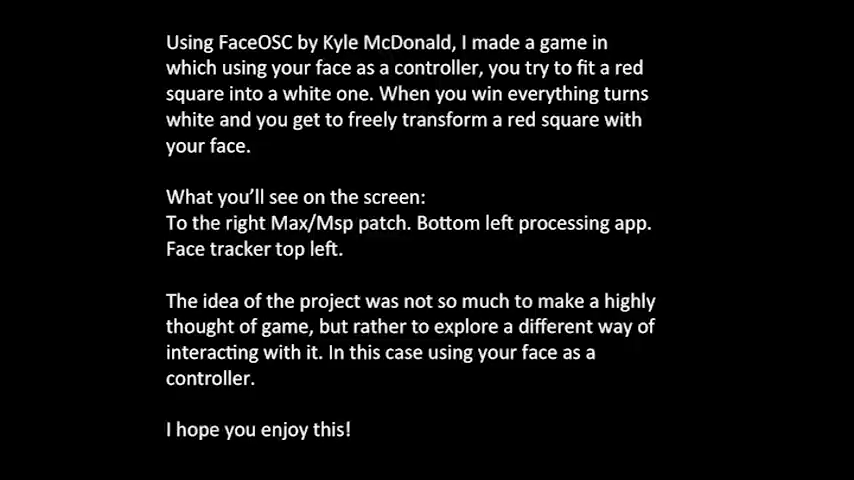 Using FaceOSC by Kyle McDonald, I made a game in
which using your face as a controller, you try to fit a red
square into a white one. When you win everything turns
white and you get to freely transform a red square with
your face.
What you'll see on the screen:
To the right Max/Msp patch. Bottom left processing app.
Face tracker top left.
The idea of the project was not so much to make a highly
thought of game, but rather to explore a different way of
interacting with it. In this case using your face as a
controller.
I hope you enjoy this!